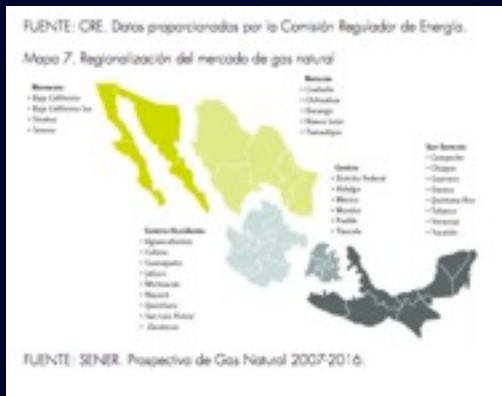 FUENTE: CRE. Datos proporcionados por la Comisión Regulador de Energía.
Mapa 7. Regionalización del mercado de gas natural
Noroeste
• Baja California
• Baja California Sur
• Sinaloa
• Sonora
Noreste
• Coahuila
• Chihuahua
• Durango
• Nuevo León
• Tamaulipas
Centro
• Distrito Federal
• Hidalgo
• México
• Morelos
• Puebla
• Tlaxcala
Sur Sureste
• Campeche
• Chiapas
• Guerrero
• Oaxaca
• Quintana Roo
• Tabasco
• Veracruz
• Yucatán
Centro Occidente
• Aguascalientes
• Colima
• Guanajuato
• Jalisco
• Michoacán
• Nayarit
• Querétaro
• San Luis Potosí
• Zacatecas
FUENTE: SENER. Prospectiva de Gas Natural 2007-2016.